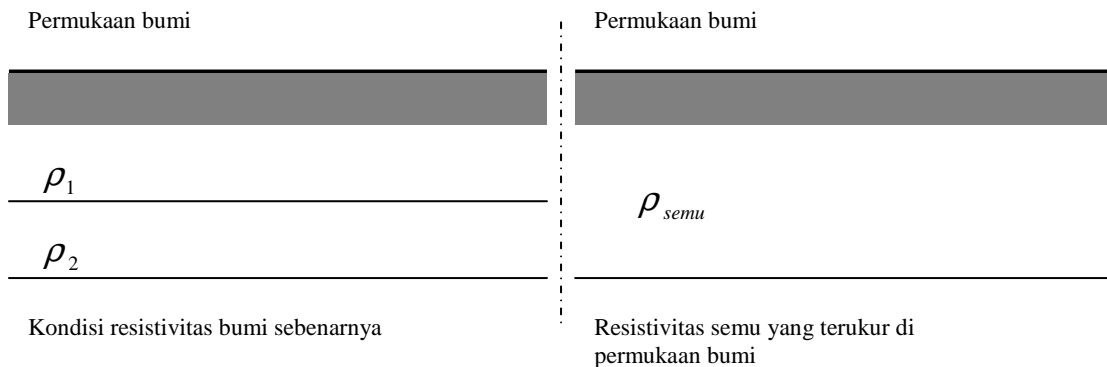 Permukaan bumi
ρ1
ρ2
Kondisi resistivitas bumi sebenarnya
Permukaan bumi
ρsemu
Resistivitas semu yang terukur di
permukaan bumi